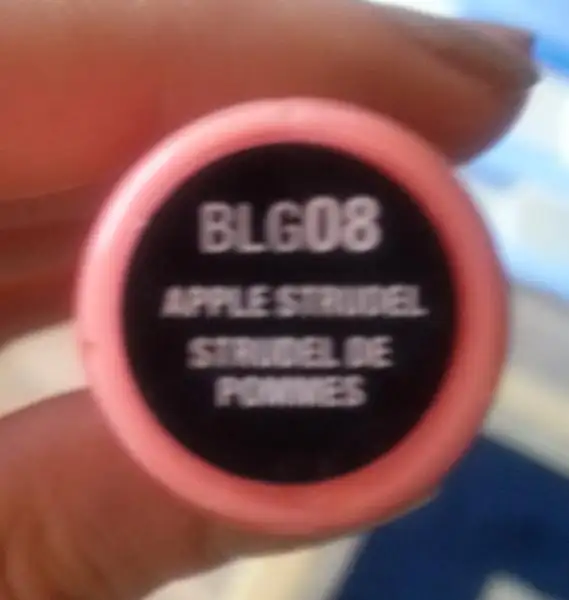 BLG08
APPLE STRUDEL
STRUDEL DE
POMMES